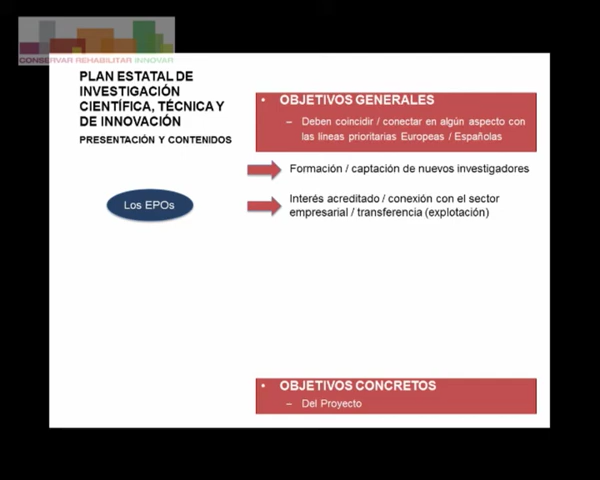 CONSERVAR REHABILITAR INNOVAR
PLAN ESTATAL DE
INVESTIGACIÓN
CIENTÍFICA, TÉCNICA Y
DE INNOVACIÓN
PRESENTACIÓN Y CONTENIDOS
Los EPOs
• OBJETIVOS GENERALES
– Deben coincidir / conectar en algún aspecto con
las líneas prioritarias Europeas / Españolas
Formación / captación de nuevos investigadores
Interés acreditado / conexión con el sector
empresarial / transferencia (explotación)
• OBJETIVOS CONCRETOS
– Del Proyecto